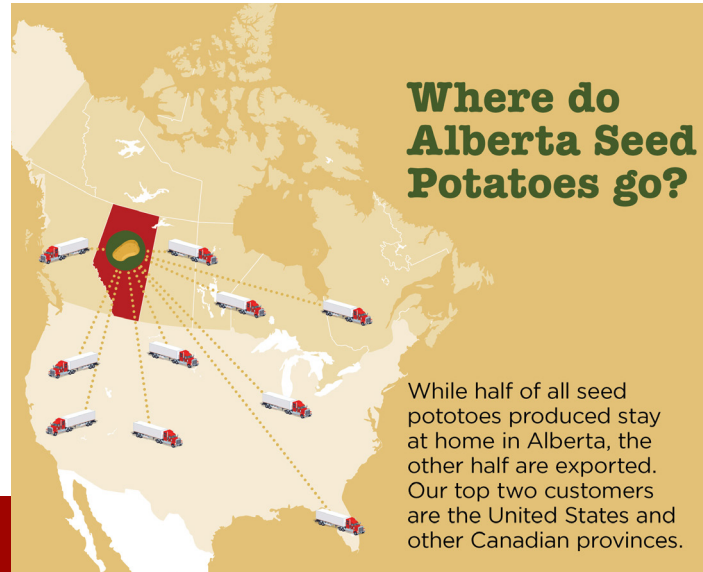 Where do
Alberta Seed
Potatoes go?
While half of all seed
pototoes produced stay
at home in Alberta, the
other half are exported.
Our top two customers
are the United States and
other Canadian provinces.